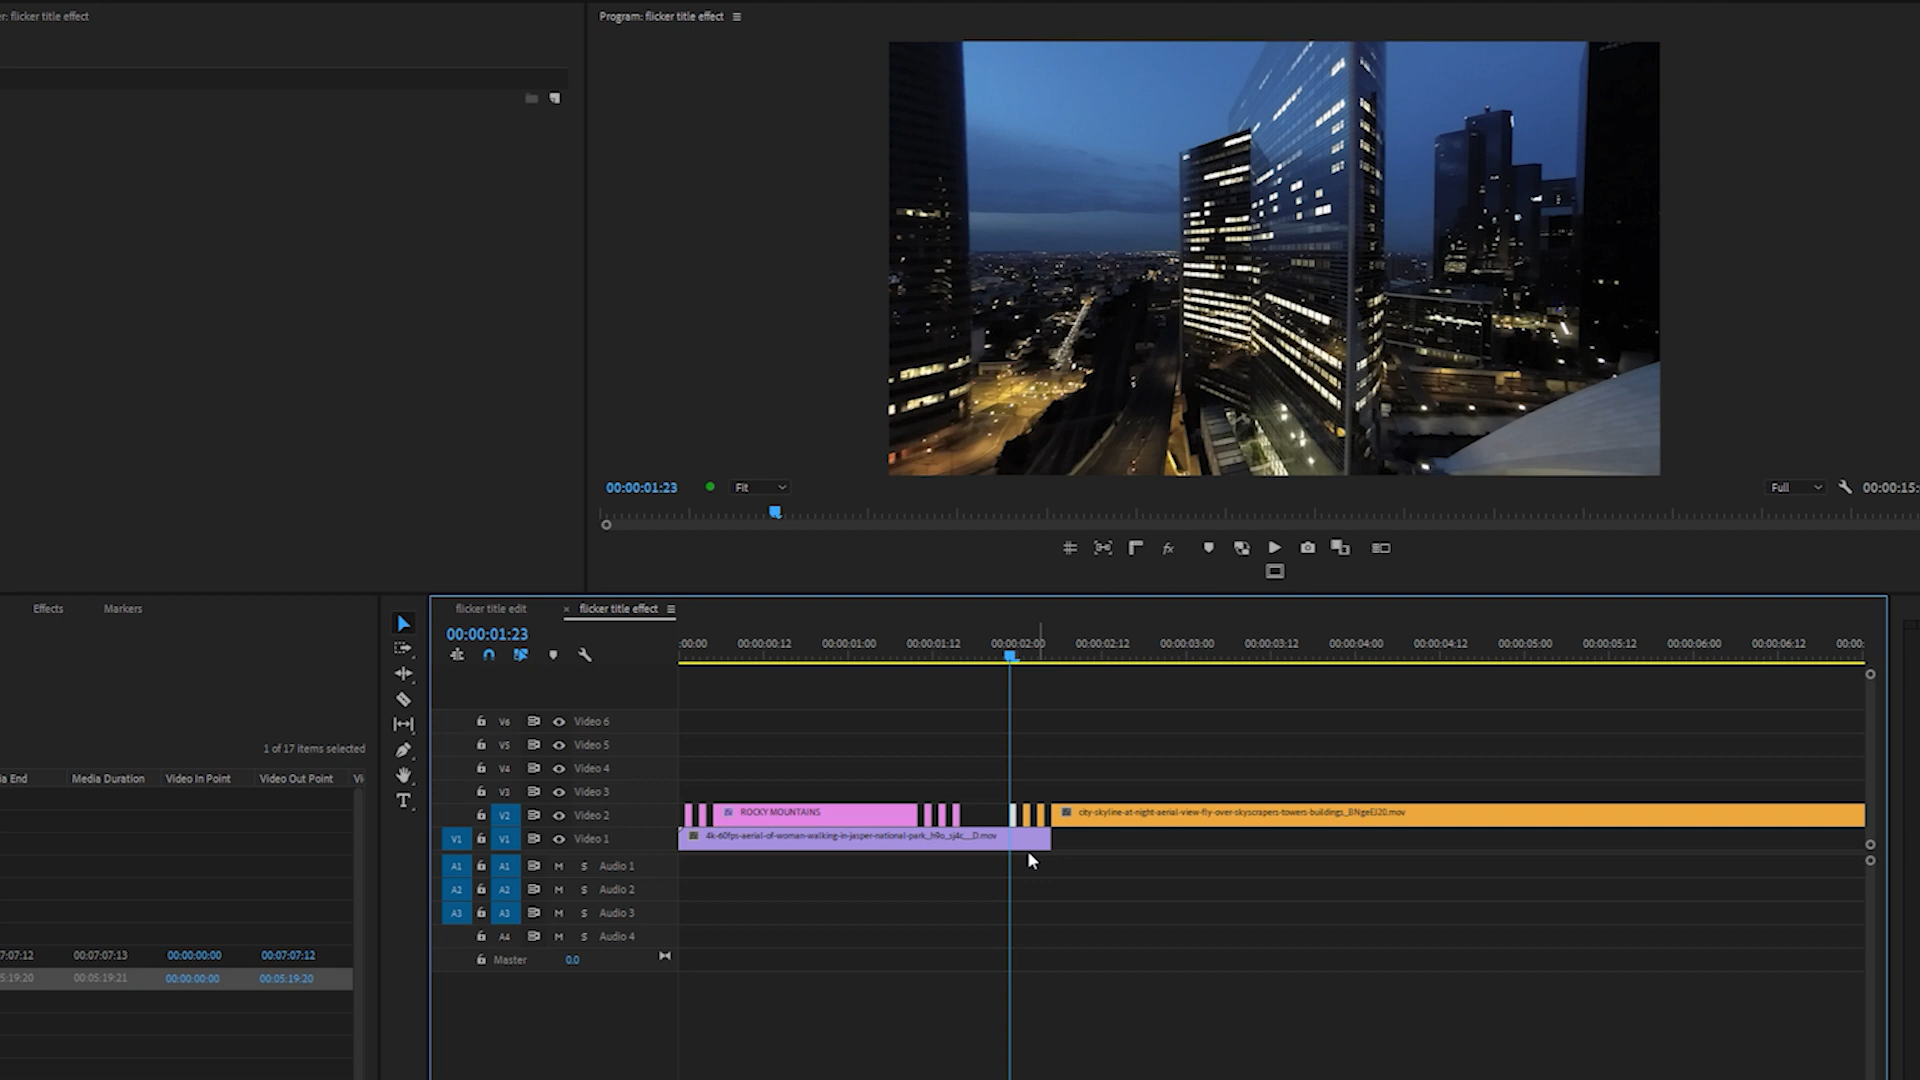 r: flicker title effect
Program: flicker title effect
00:00:01:23
Fit
Full
00:00:15:
fx
Effects
Markers
1 of 17 items selected
ia End
Media Duration
Video In Point
Video Out Point
Vi
7:07:12
00:07:07:13
00:00:00:00
00:07:07:12
5:19:20
00:05:19:21
00:00:00:00
00:05:19:20
T
flicker title edit
× flicker title effect
00:00:01:23
:00:00
00:00:00:12
00:00:01:00
00:00:01:12
00:00:02:00
00:00:02:12
00:00:03:00
00:00:03:12
00:00:04:00
00:00:04:12
00:00:05:00
00:00:05:12
00:00:06:00
00:00:06:12
00:00:
V6 Video 6
V5 Video 5
V4 Video 4
V3 Video 3
V2 Video 2
ROCKY MOUNTAINS
city-skyline-at-night-aerial-view-fly-over-skyscrapers-towers-buildings_BNgeEJ20.mov
V1 V1 Video 1
4k-60fps-aerial-of-woman-walking-in-jasper-national-park_h9o_sj4c__D.mov
A1 A1 M S Audio 1
A2 A2 M S Audio 2
A3 A3 M S Audio 3
A4 M S Audio 4
Master 0.0